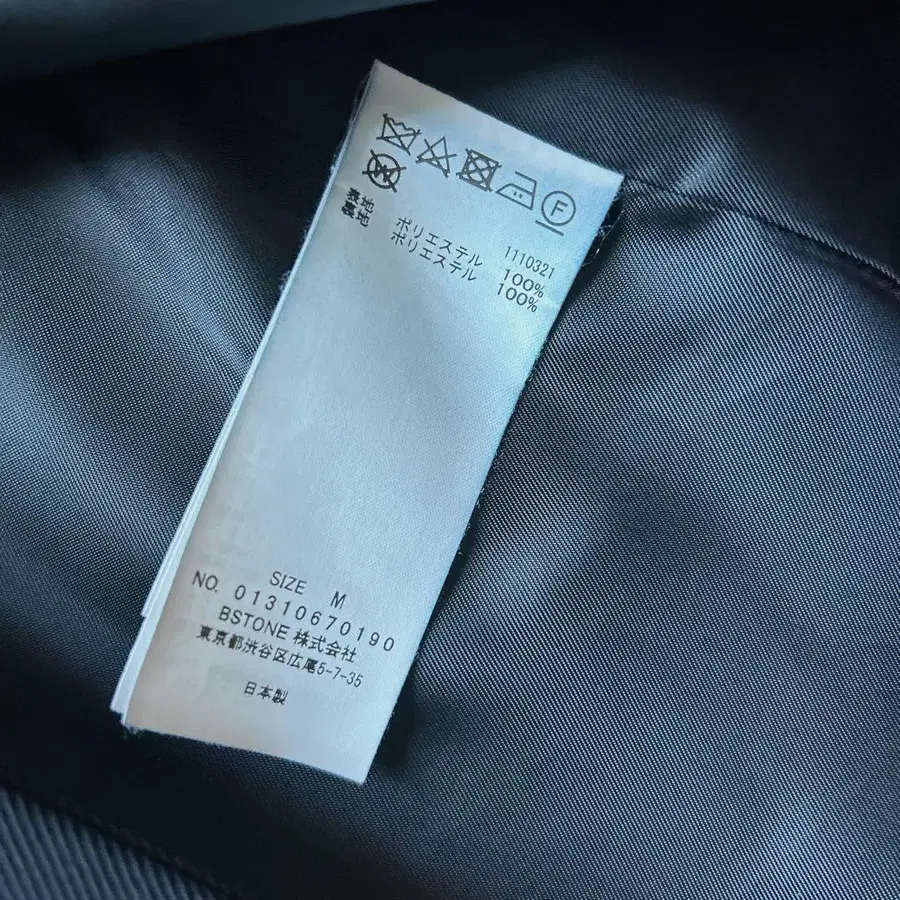 F
1110321
表地 ポリエステル 100%
裏地 ポリエステル 100%
SIZE M
NO. 01310670190
BSTONE 株式会社
東京都渋谷区広尾5-7-35
日本製